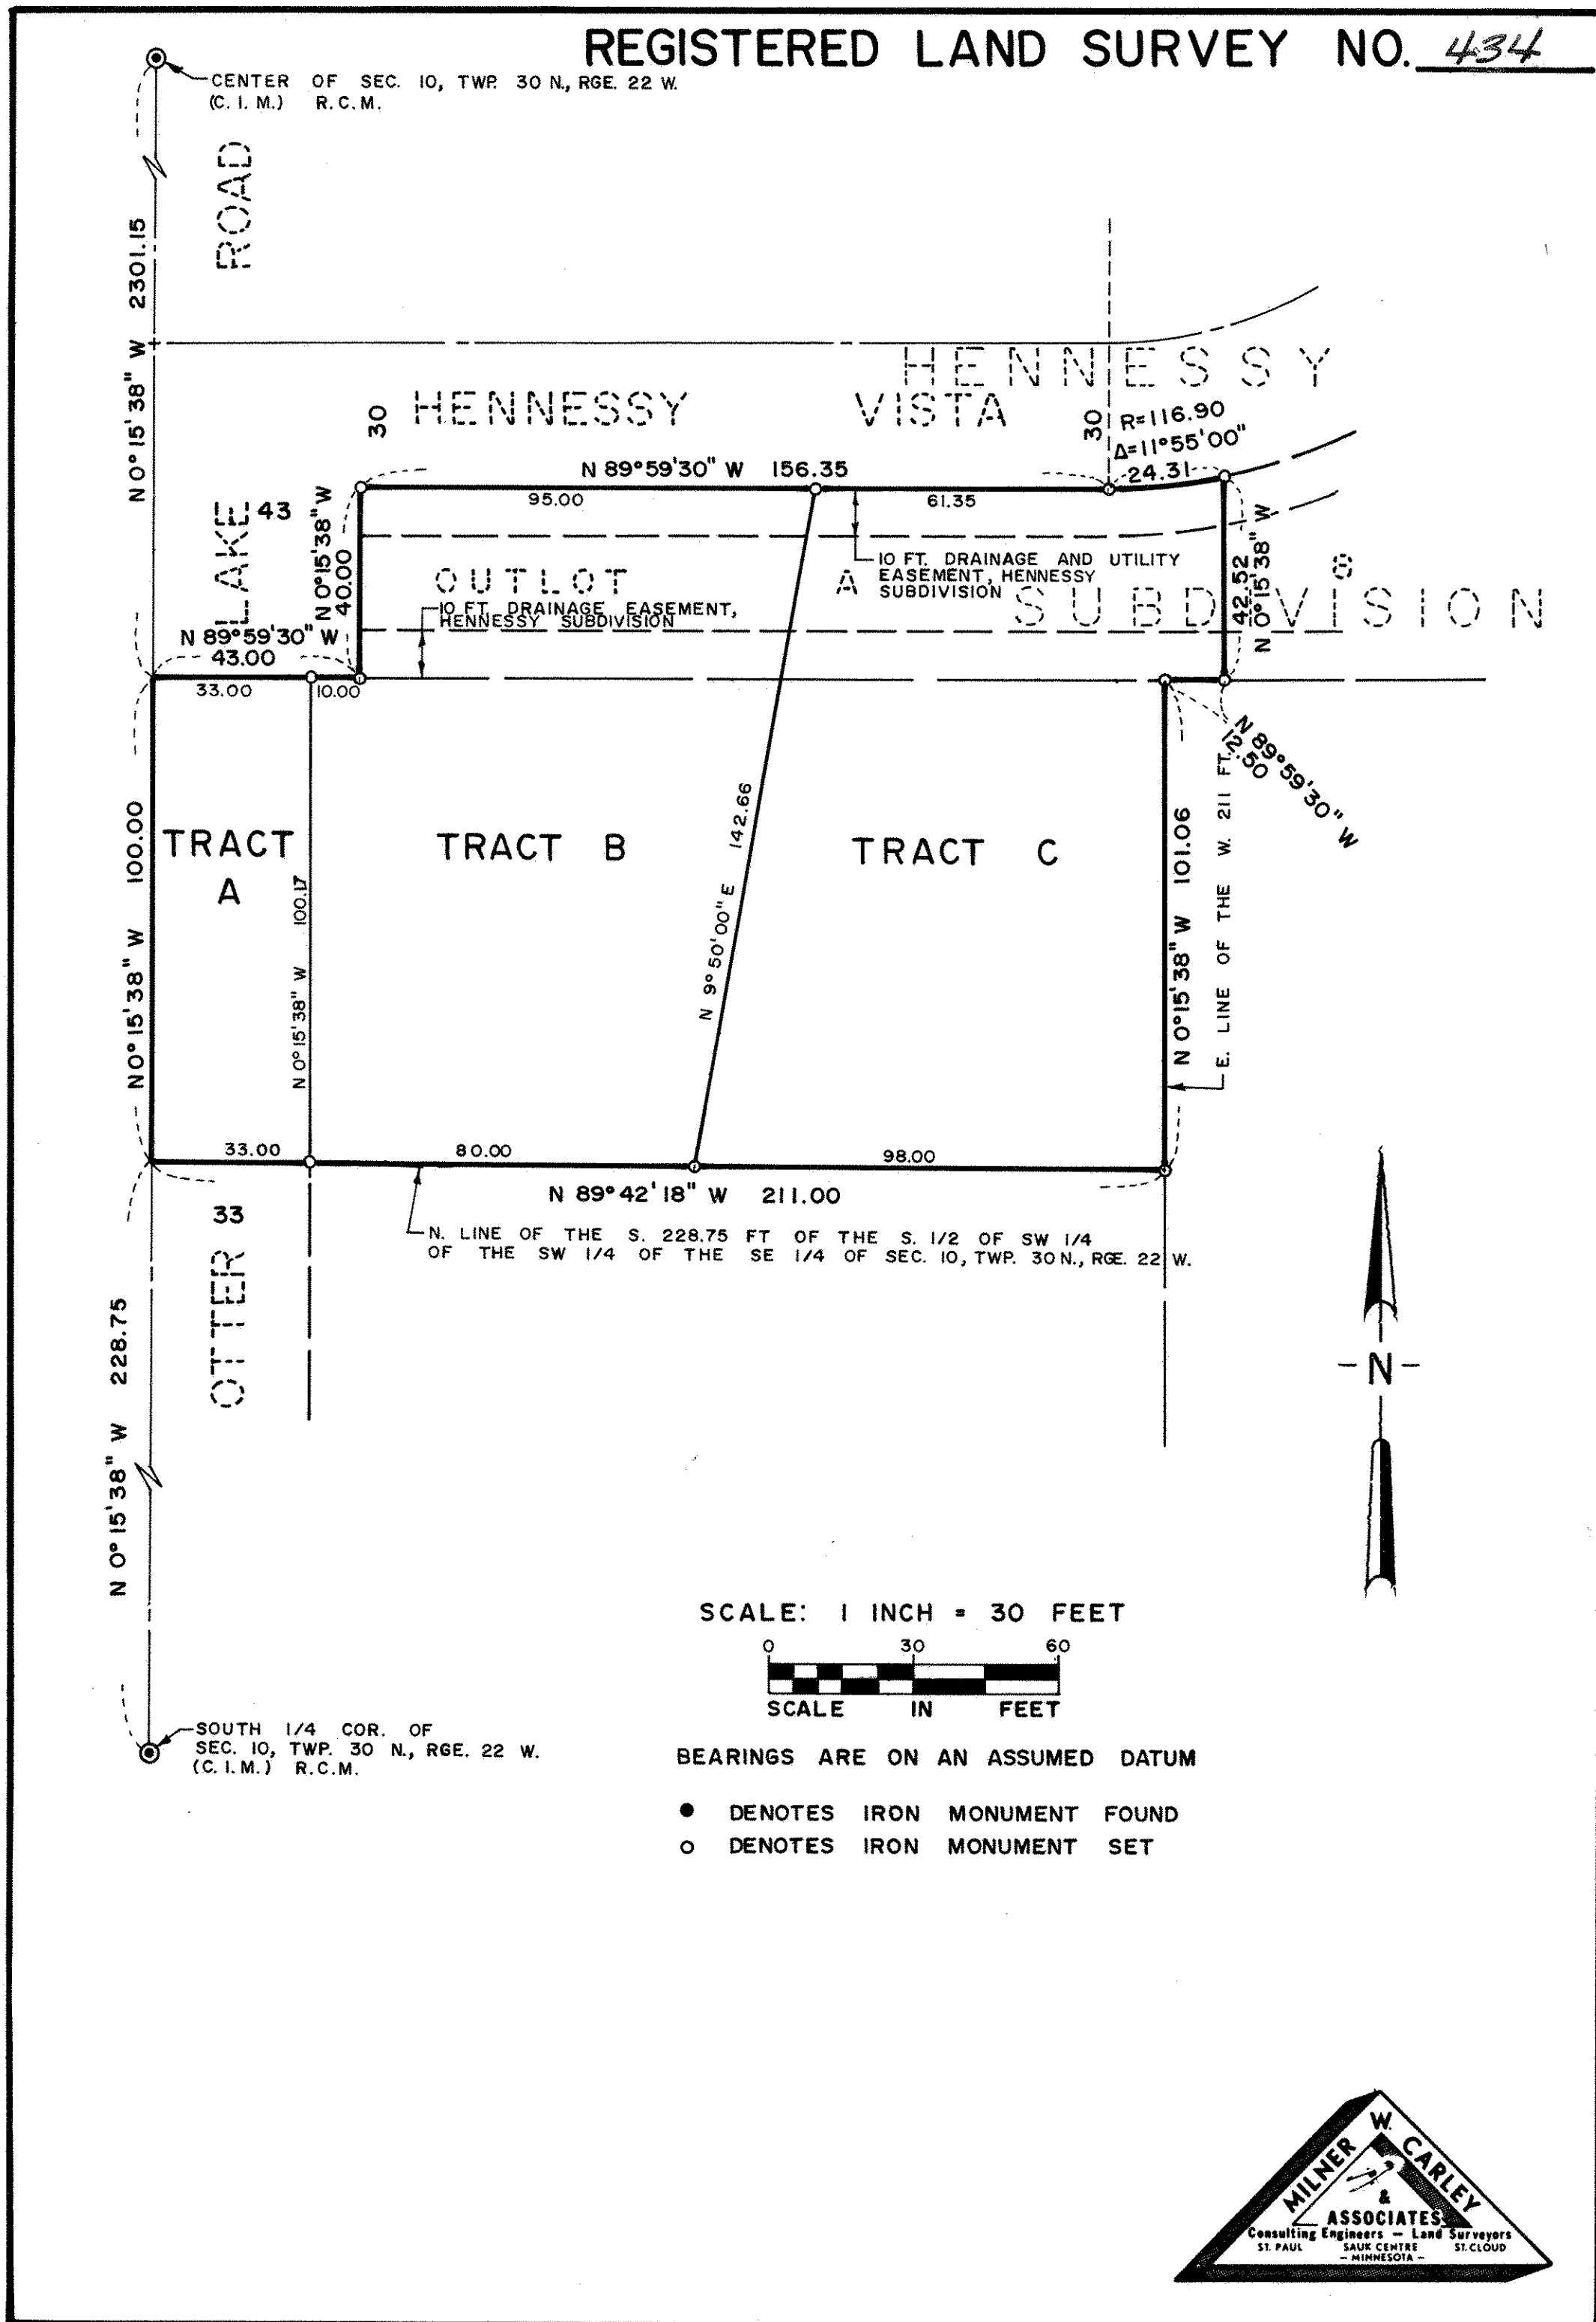 REGISTERED LAND SURVEY NO. 434
CENTER OF SEC. 10, TWP. 30 N., RGE. 22 W.
(C. I. M.) R. C. M.
ROAD
N 0° 15' 38" W 2301.15
HENNESSY
HENNESSY VISTA
30
30
R=116.90
Δ=11°55'00"
24.31
N 89°59'30" W 156.35
95.00
61.35
LAKE
43
N 0°15'38" W
40.00
OUTLOT A
10 FT. DRAINAGE AND UTILITY
EASEMENT, HENNESSY
SUBDIVISION
10 FT. DRAINAGE EASEMENT,
HENNESSY SUBDIVISION
SUBDIVISION
8
42.52
N 0°15'38" W
N 89°59'30" W
43.00
33.00
10.00
N 89°59'30" W
12.50
N 0°15'38" W 100.00
TRACT
A
N 0°15'38" W 100.17
TRACT B
N 9°50'00" E 142.66
TRACT C
N 0°15'38" W 101.06
E. LINE OF THE W. 211 FT.
33.00
80.00
98.00
N 89°42'18" W 211.00
N. LINE OF THE S. 228.75 FT OF THE S. 1/2 OF SW 1/4
OF THE SW 1/4 OF THE SE 1/4 OF SEC. 10, TWP. 30 N., RGE. 22 W.
33
OTTER
N 0° 15' 38" W 228.75
-N-
SCALE: 1 INCH = 30 FEET
0 30 60
SCALE IN FEET
SOUTH 1/4 COR. OF
SEC. 10, TWP. 30 N., RGE. 22 W.
(C. I. M.) R.C.M.
BEARINGS ARE ON AN ASSUMED DATUM
● DENOTES IRON MONUMENT FOUND
○ DENOTES IRON MONUMENT SET
MILNER W. CARLEY
&
ASSOCIATES
Consulting Engineers — Land Surveyors
ST. PAUL SAUK CENTRE ST. CLOUD
— MINNESOTA —